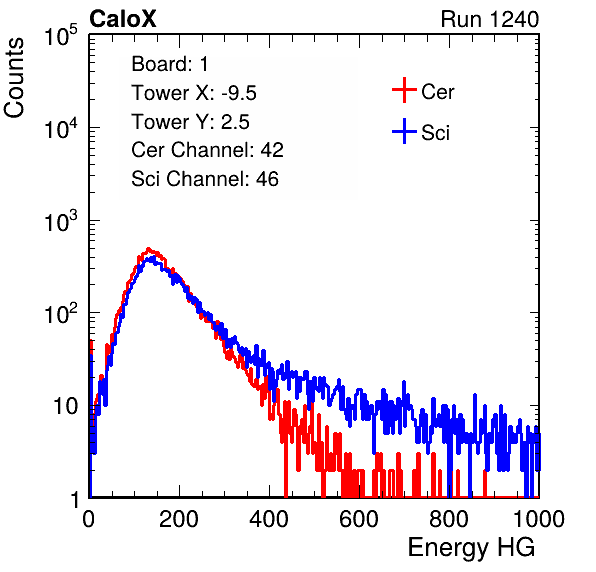 CaloX
Run 1240
Counts
Board: 1
Tower X: -9.5
Tower Y: 2.5
Cer Channel: 42
Sci Channel: 46
Cer
Sci
10^5
10^4
10^3
10^2
10
1
0 200 400 600 800 1000
Energy HG